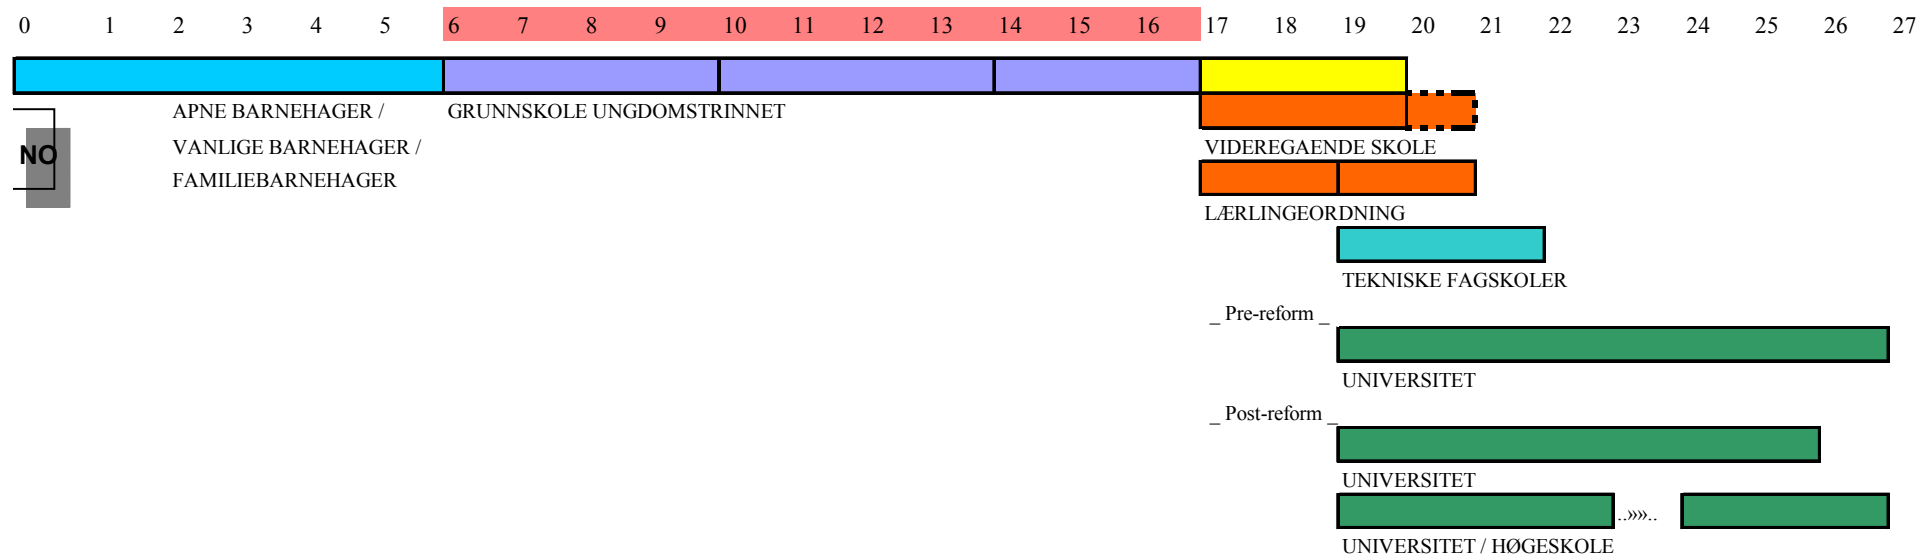 0 1 2 3 4 5 6 7 8 9 10 11 12 13 14 15 16 17 18 19 20 21 22 23 24 25 26 27
APNE BARNEHAGER / GRUNNSKOLE UNGDOMSTRINNET
NO VANLIGE BARNEHAGER / VIDEREGAENDE SKOLE
FAMILIEBARNEHAGER
LÆRLINGEORDNING
TEKNISKE FAGSKOLER
_ Pre-reform _
UNIVERSITET
_ Post-reform _
UNIVERSITET
..»»..
UNIVERSITET / HØGESKOLE